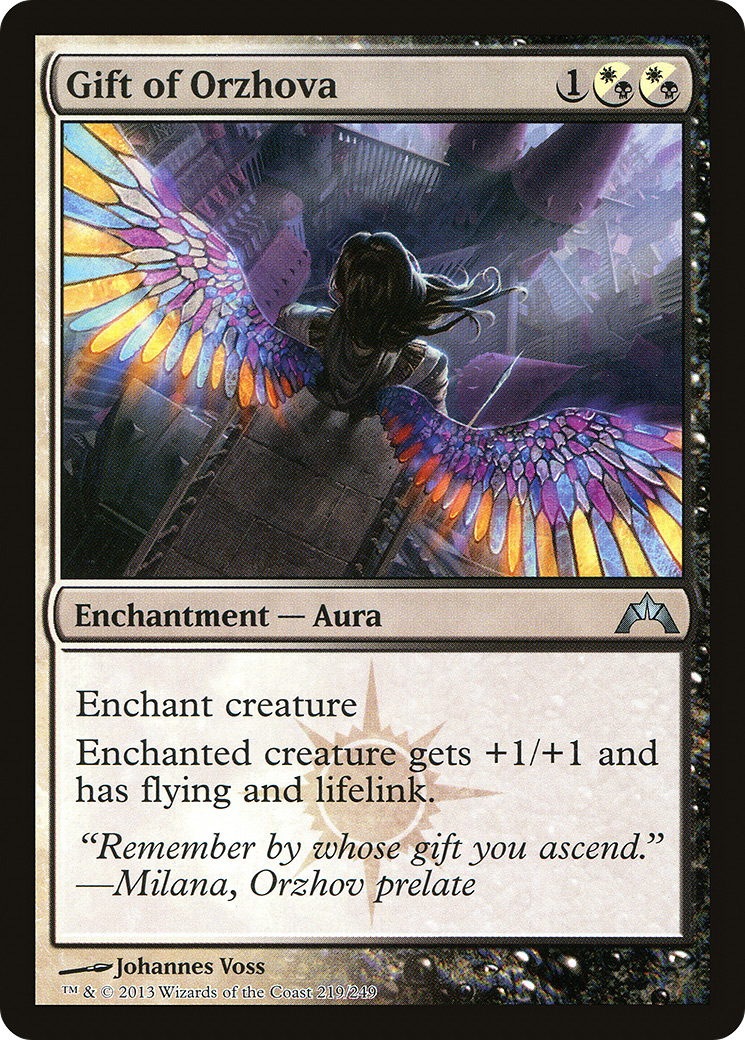 Gift of Orzhova 1
Enchantment — Aura
Enchant creature
Enchanted creature gets +1/+1 and
has flying and lifelink.
“Remember by whose gift you ascend.”
—Milana, Orzhov prelate
Johannes Voss
™ & © 2013 Wizards of the Coast 219/249